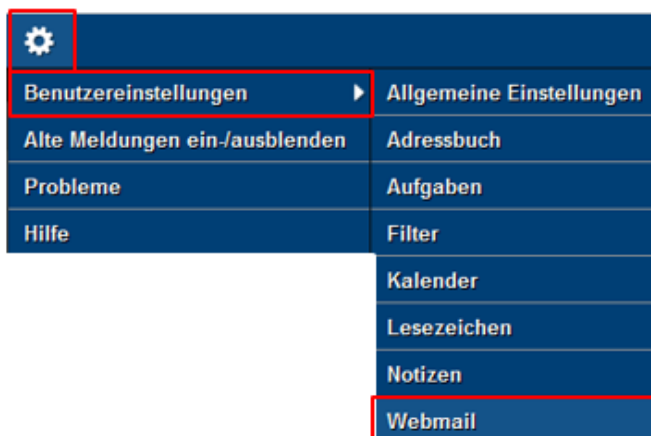 Benutzereinstellungen
Alte Meldungen ein-/ausblenden
Probleme
Hilfe
Allgemeine Einstellungen
Adressbuch
Aufgaben
Filter
Kalender
Lesezeichen
Notizen
Webmail